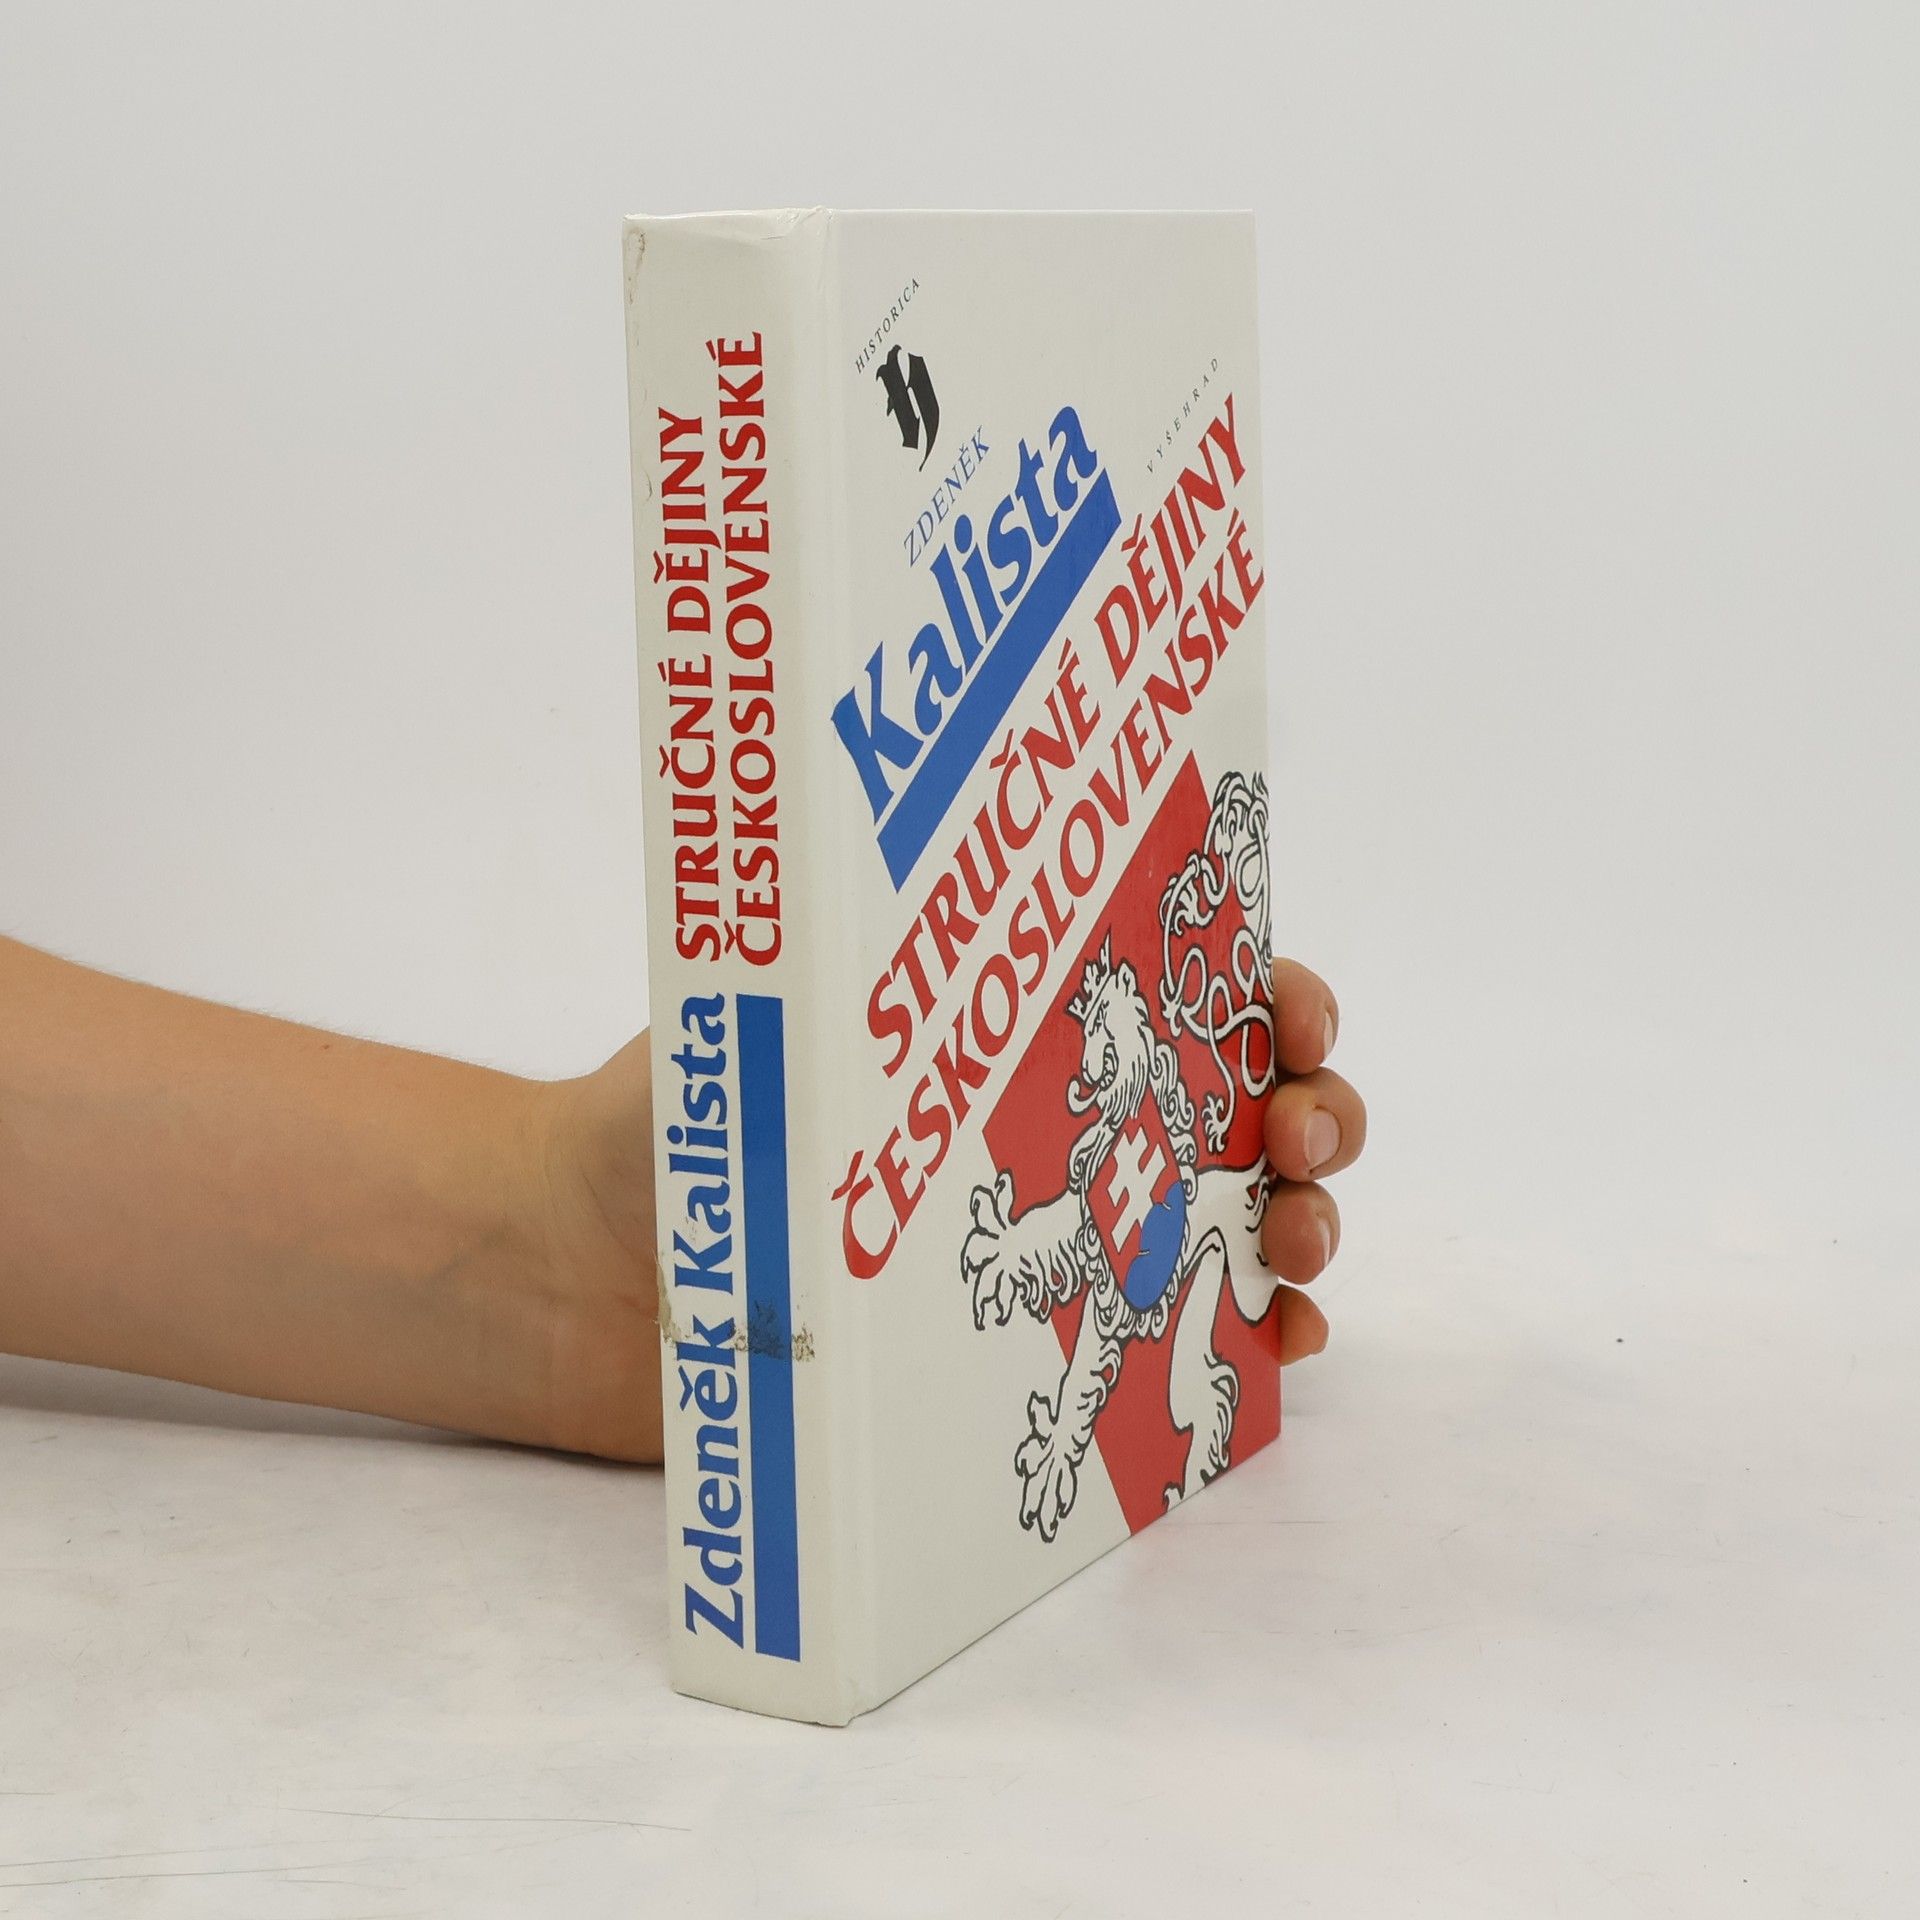 STRUČNÉ DĚJINY
ČESKOSLOVENSKÉ
Zdeněk Kalista
HISTORICA
h
ZDENĚK
Kalista
VYŠEHRAD
STRUČNÉ DĚJINY
ČESKOSLOVENSKÉ